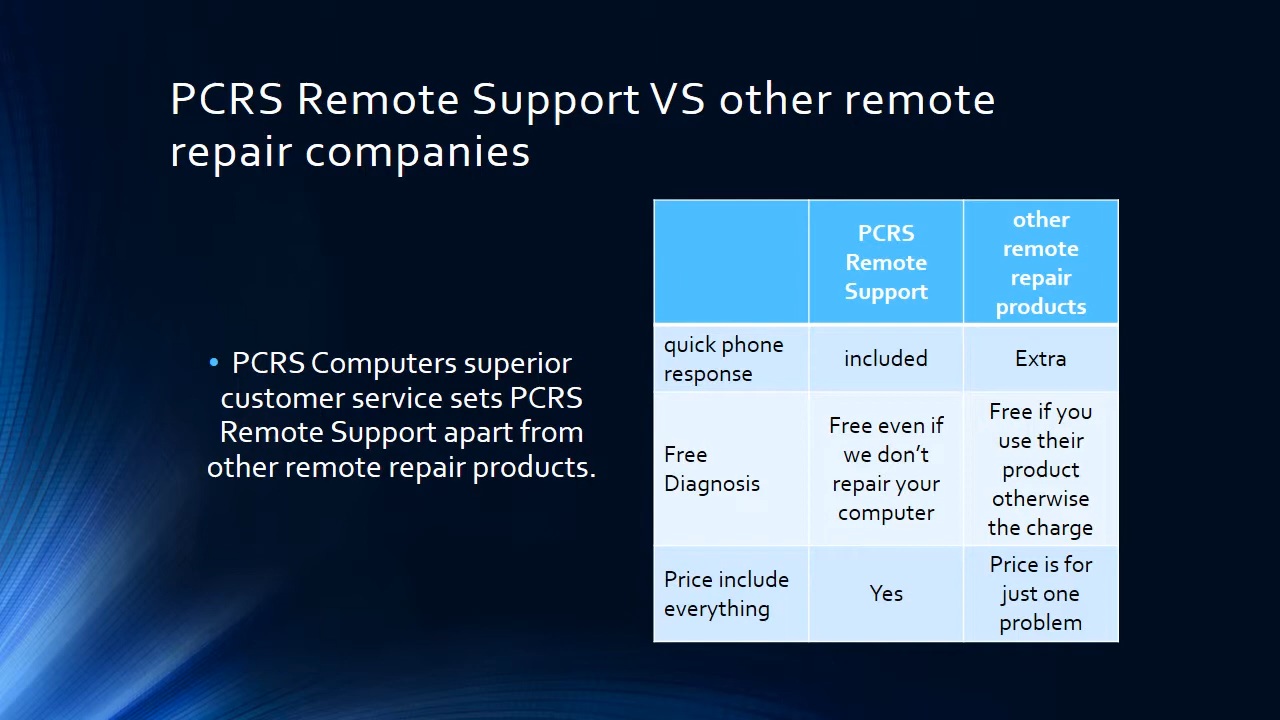 PCRS Remote Support VS other remote
repair companies
• PCRS Computers superior
customer service sets PCRS
Remote Support apart from
other remote repair products.
PCRS
Remote
Support
other
remote
repair
products
quick phone
response
included
Extra
Free
Diagnosis
Free even if
we don’t
repair your
computer
Free if you
use their
product
otherwise
the charge
Price include
everything
Yes
Price is for
just one
problem